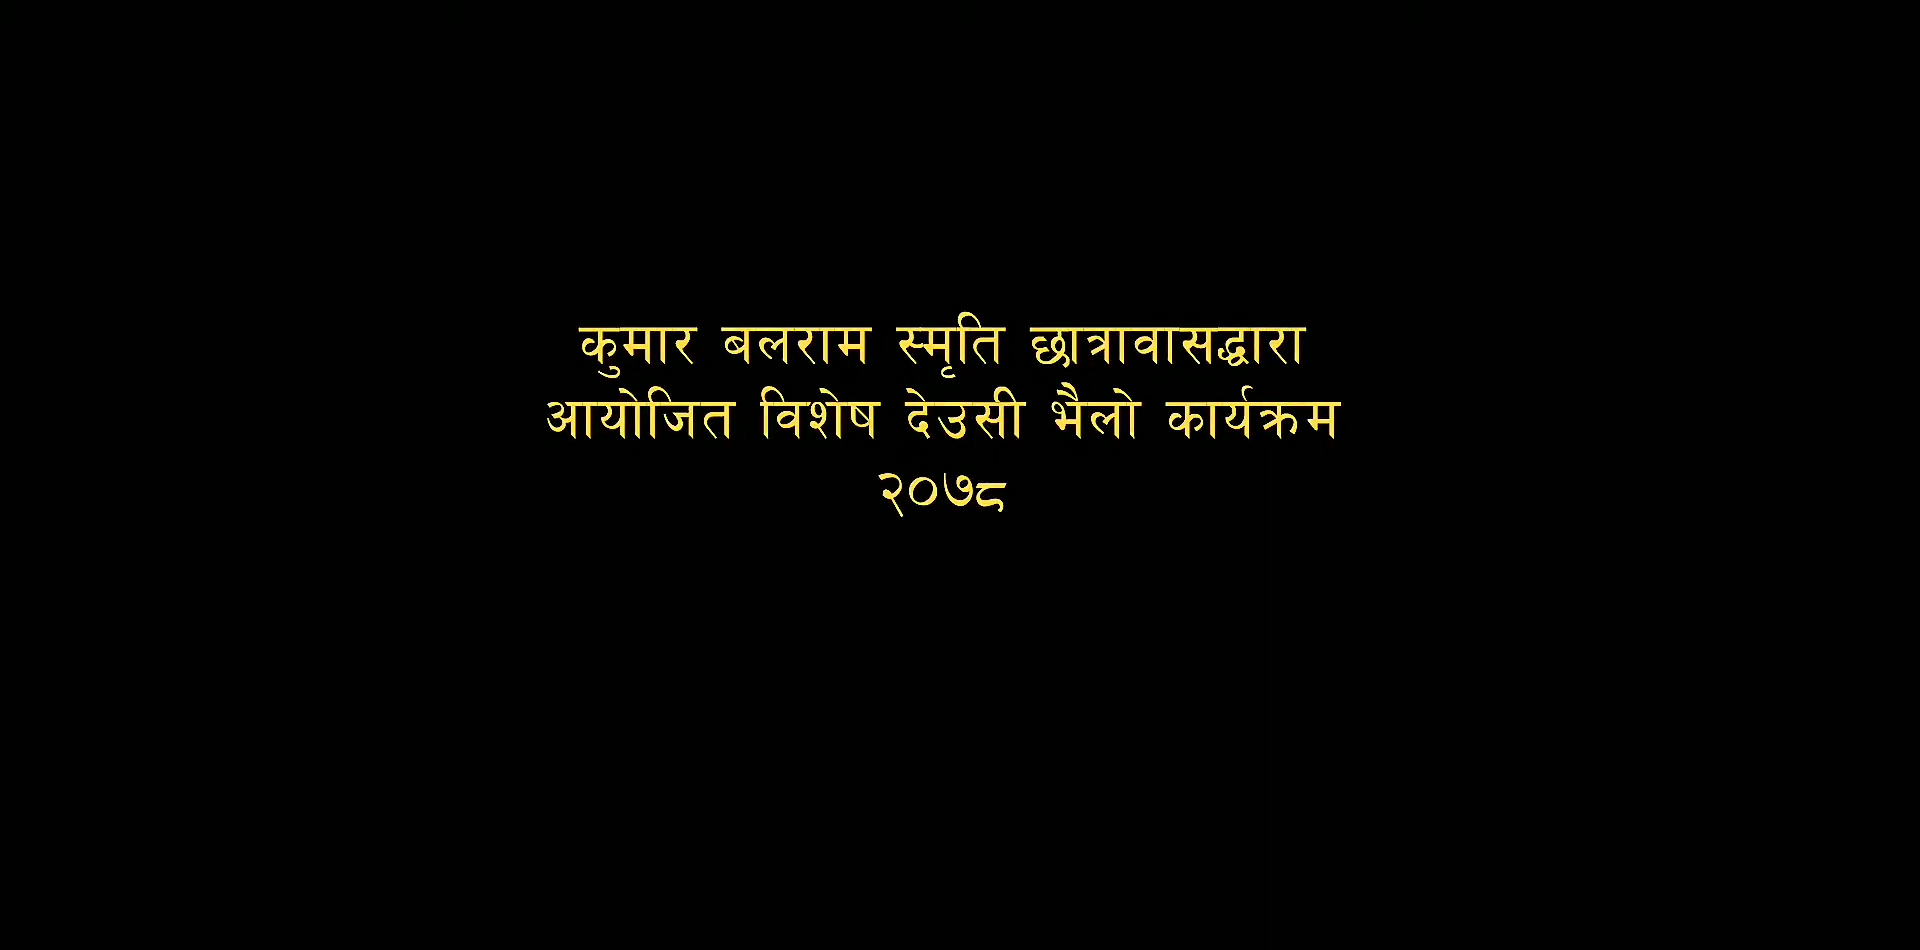 कुमार बलराम स्मृति छात्रावासद्धारा
आयोजित विशेष देउसी भैलो कार्यक्रम
२०७८